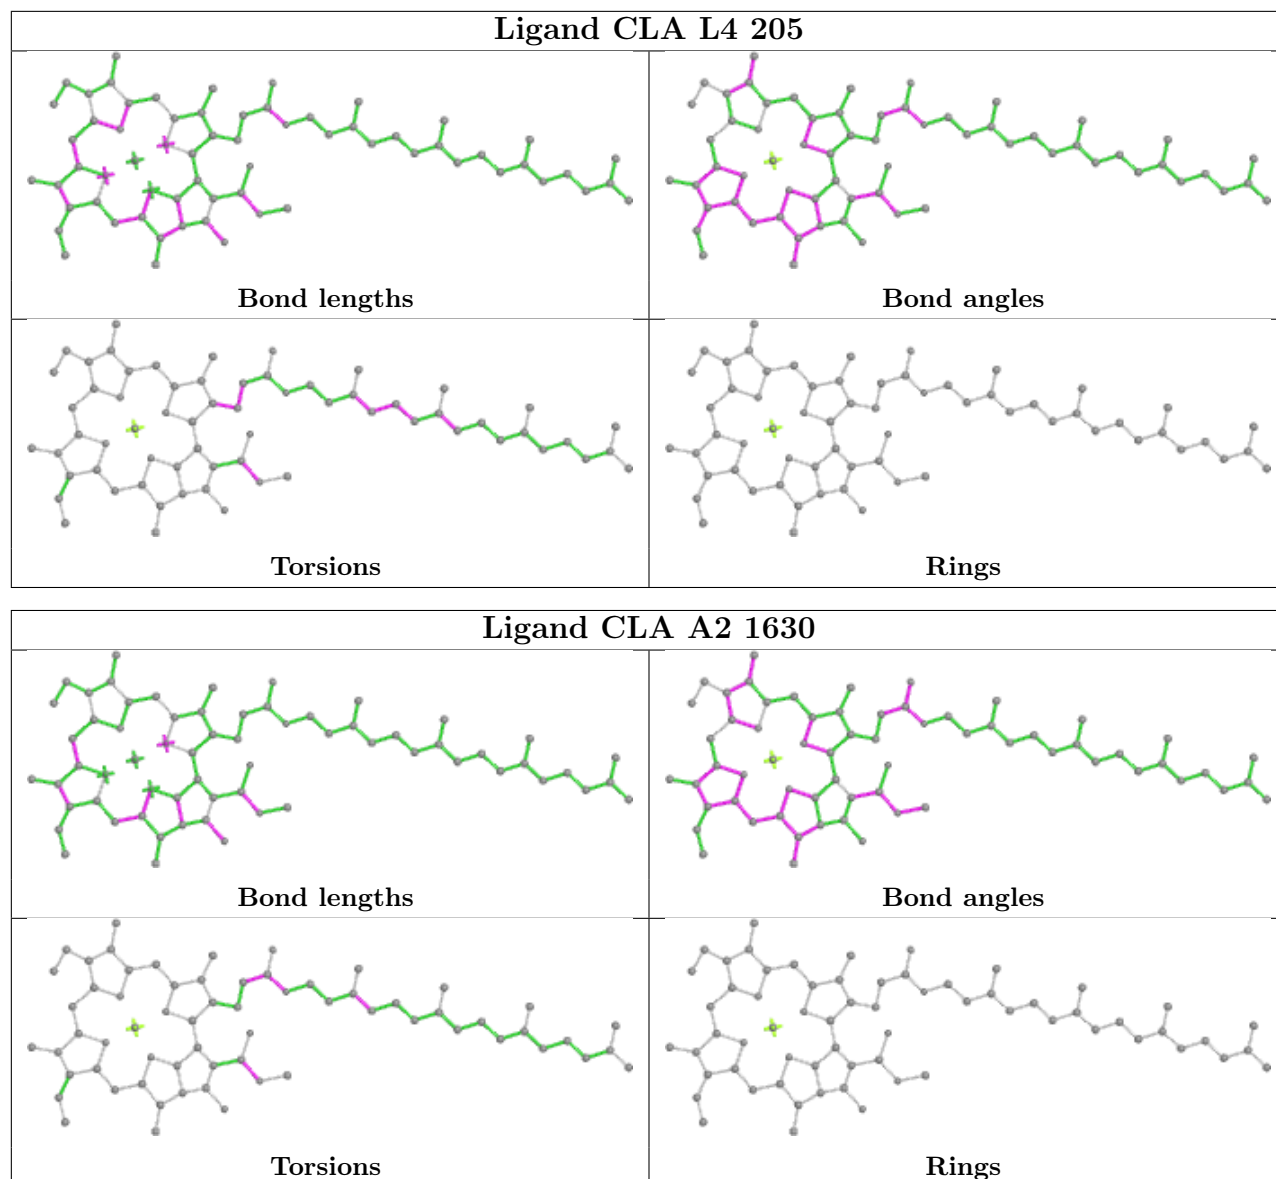 Ligand CLA L4 205
Bond lengths
Bond angles
Torsions
Rings
Ligand CLA A2 1630
Bond lengths
Bond angles
Torsions
Rings